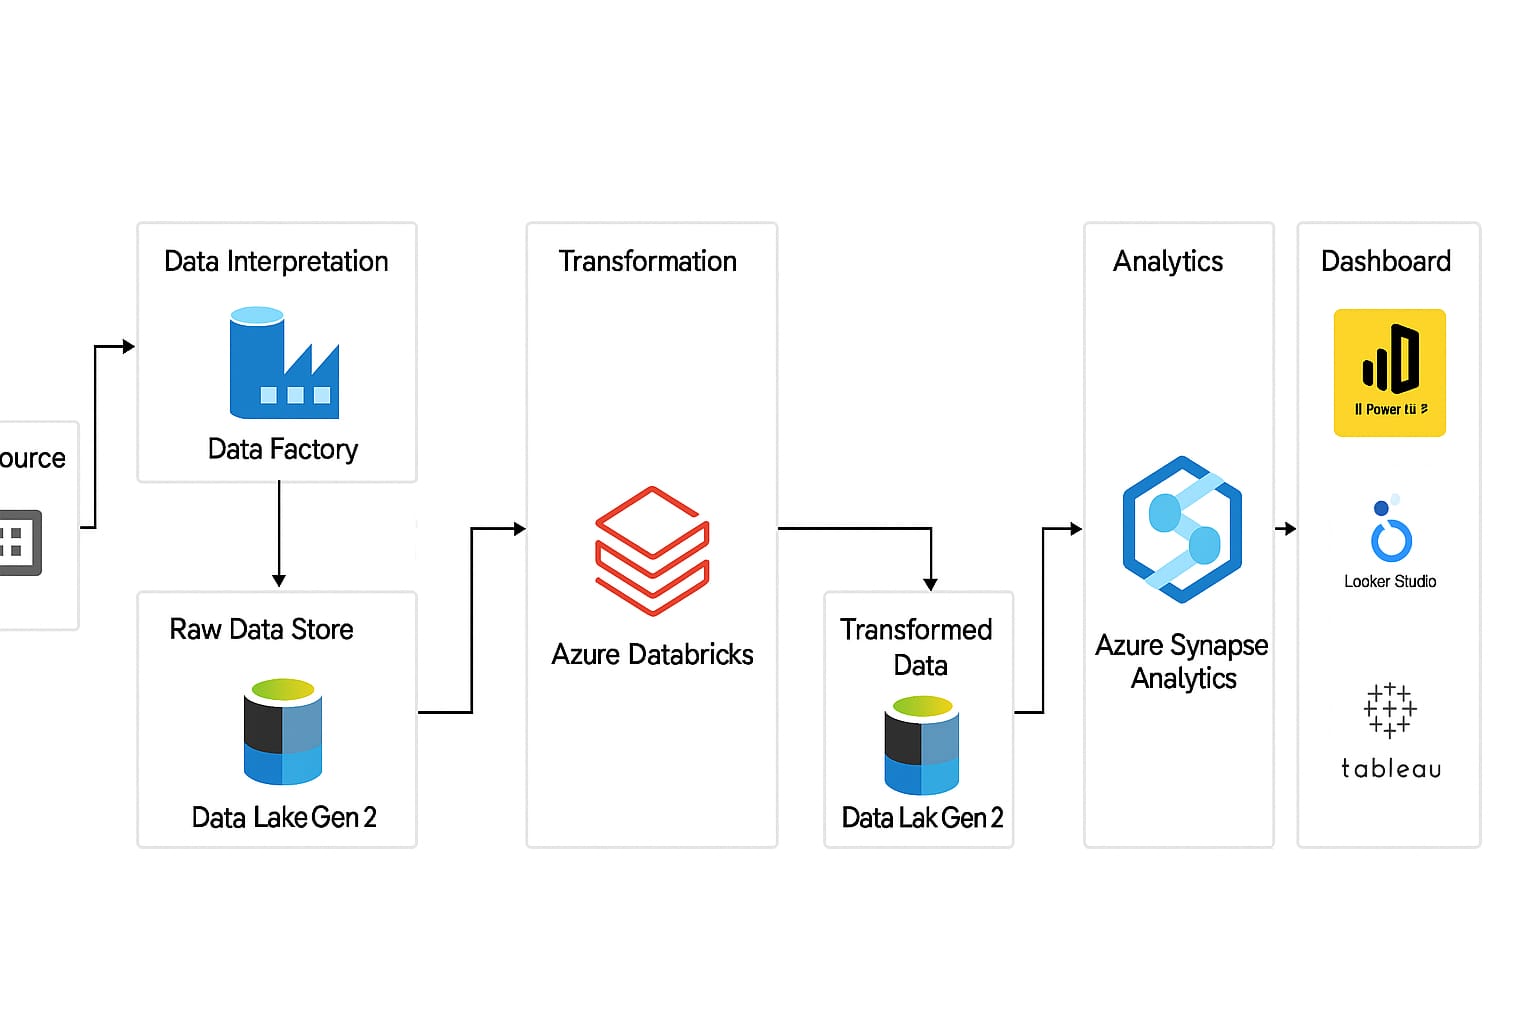 ource
Data Interpretation
Data Factory
Raw Data Store
Data Lake Gen 2
Transformation
Azure Databricks
Transformed
Data
Data Lak Gen 2
Analytics
Azure Synapse
Analytics
Dashboard
Power tü
Looker Studio
tableau